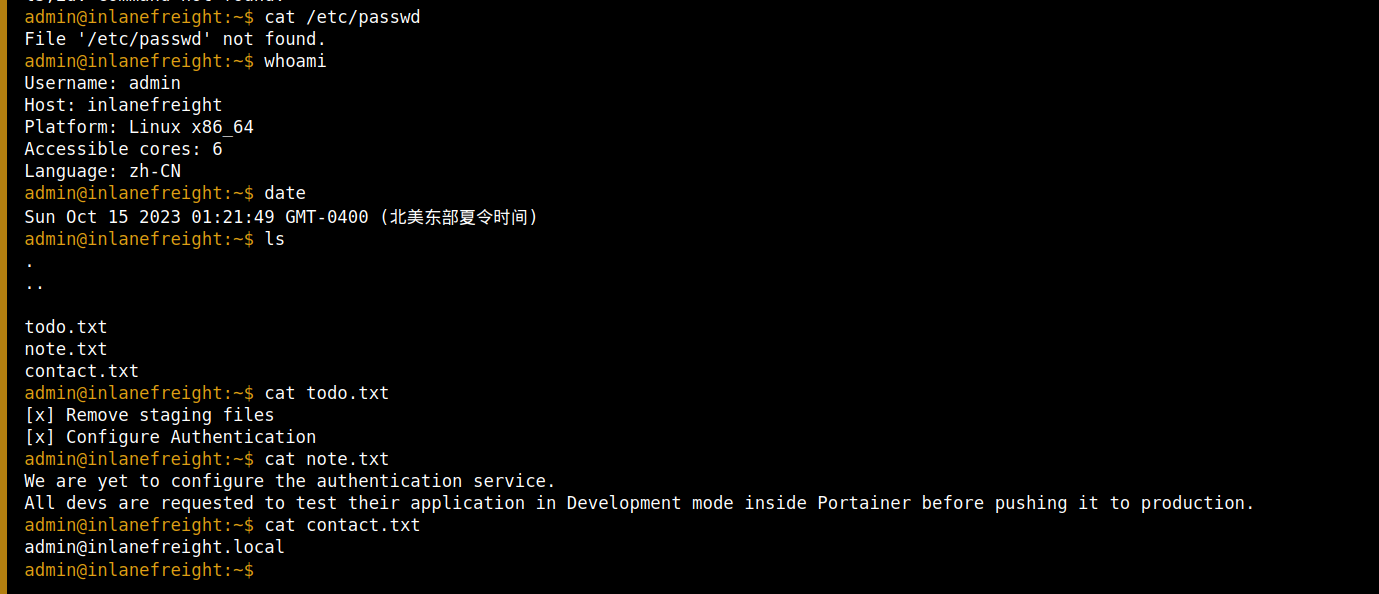 admin@inlanefreight:~$ cat /etc/passwd
File '/etc/passwd' not found.
admin@inlanefreight:~$ whoami
Username: admin
Host: inlanefreight
Platform: Linux x86_64
Accessible cores: 6
Language: zh-CN
admin@inlanefreight:~$ date
Sun Oct 15 2023 01:21:49 GMT-0400 (北美东部夏令时间)
admin@inlanefreight:~$ ls
.
..
todo.txt
note.txt
contact.txt
admin@inlanefreight:~$ cat todo.txt
[x] Remove staging files
[x] Configure Authentication
admin@inlanefreight:~$ cat note.txt
We are yet to configure the authentication service.
All devs are requested to test their application in Development mode inside Portainer before pushing it to production.
admin@inlanefreight:~$ cat contact.txt
admin@inlanefreight.local
admin@inlanefreight:~$